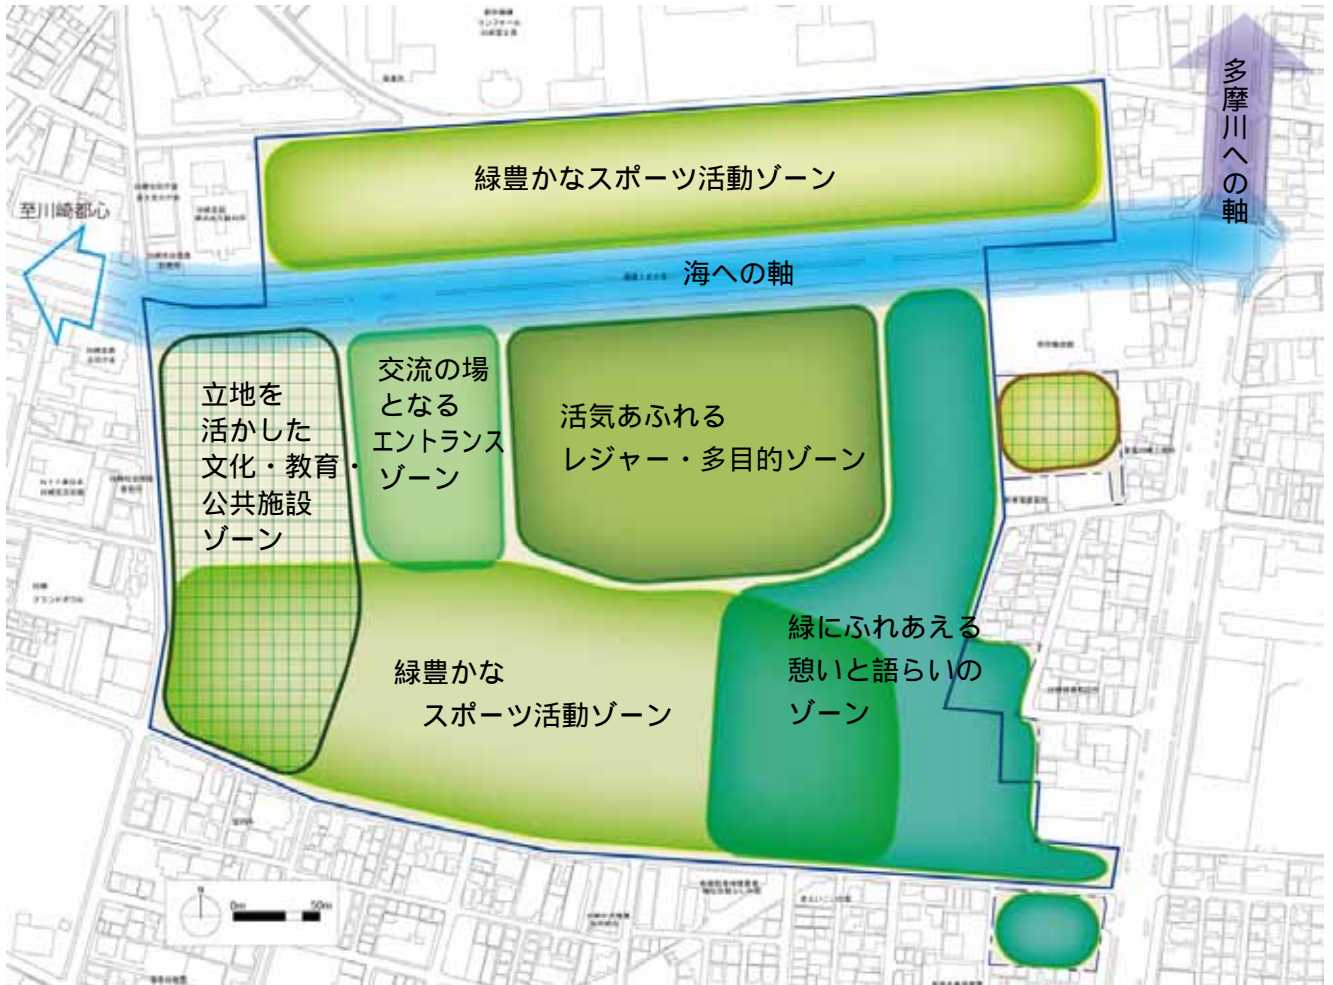 多摩川への軸
緑豊かなスポーツ活動ゾーン
至川崎都心
海への軸
立地を
活かした
文化・教育・
公共施設
ゾーン
交流の場
となる
エントランス
ゾーン
活気あふれる
レジャー・多目的ゾーン
緑にふれあえる
憩いと語らいの
ゾーン
緑豊かな
スポーツ活動ゾーン
N
0m
50m